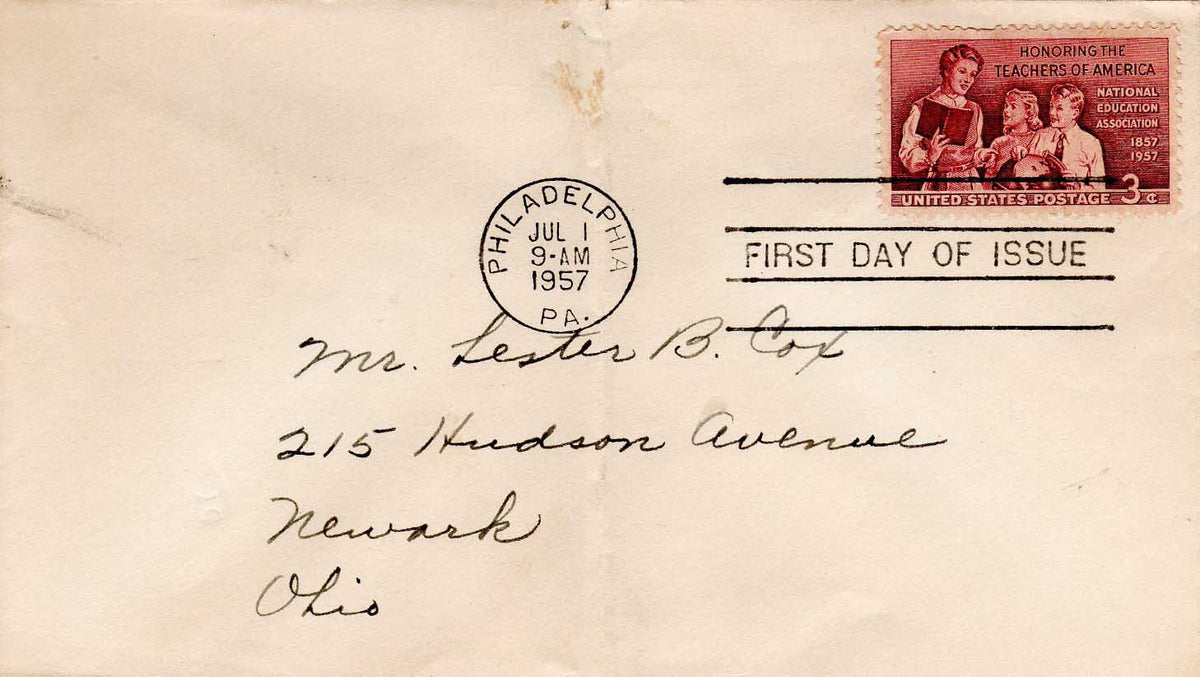 HONORING THE
TEACHERS OF AMERICA
NATIONAL
EDUCATION
ASSOCIATION
1857
1957
UNITED STATES POSTAGE 3¢
PHILADELPHIA
JUL 1
9-AM
1957
PA.
FIRST DAY OF ISSUE
Mr. Lester B. Cox
215 Hudson Avenue
Newark
Ohio